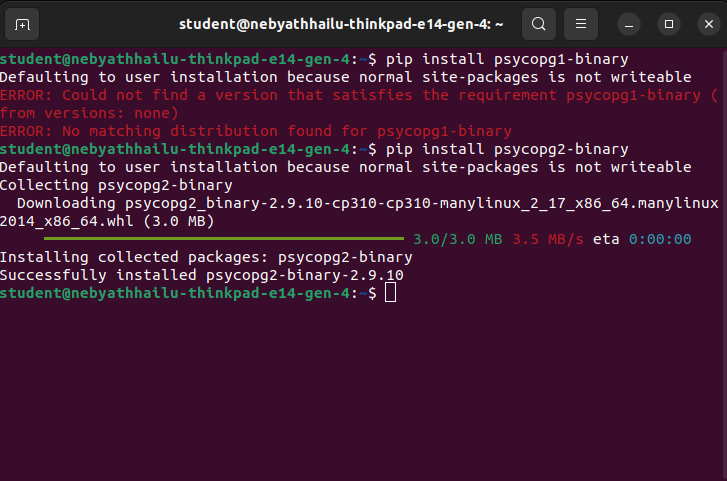 student@nebyathhailu-thinkpad-e14-gen-4: ~
student@nebyathhailu-thinkpad-e14-gen-4:~$ pip install psycopg1-binary
Defaulting to user installation because normal site-packages is not writeable
ERROR: Could not find a version that satisfies the requirement psycopg1-binary (
from versions: none)
ERROR: No matching distribution found for psycopg1-binary
student@nebyathhailu-thinkpad-e14-gen-4:~$ pip install psycopg2-binary
Defaulting to user installation because normal site-packages is not writeable
Collecting psycopg2-binary
  Downloading psycopg2_binary-2.9.10-cp310-cp310-manylinux_2_17_x86_64.manylinux
2014_x86_64.whl (3.0 MB)
3.0/3.0 MB 3.5 MB/s eta 0:00:00
Installing collected packages: psycopg2-binary
Successfully installed psycopg2-binary-2.9.10
student@nebyathhailu-thinkpad-e14-gen-4:~$